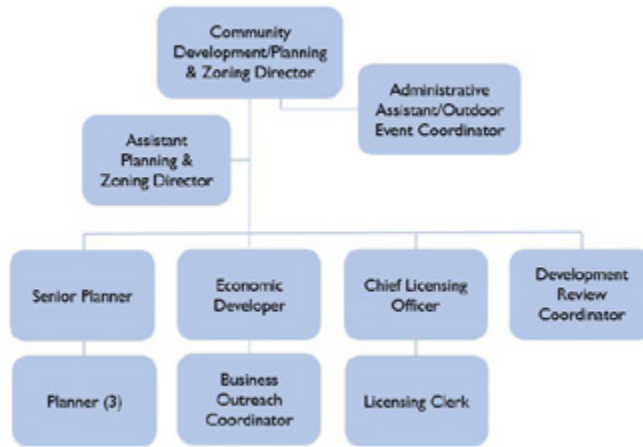 Community
Development/Planning
& Zoning Director
Administrative
Assistant/Outdoor
Event Coordinator
Assistant
Planning &
Zoning Director
Senior Planner
Economic
Developer
Chief Licensing
Officer
Development
Review
Coordinator
Planner (3)
Business
Outreach
Coordinator
Licensing Clerk